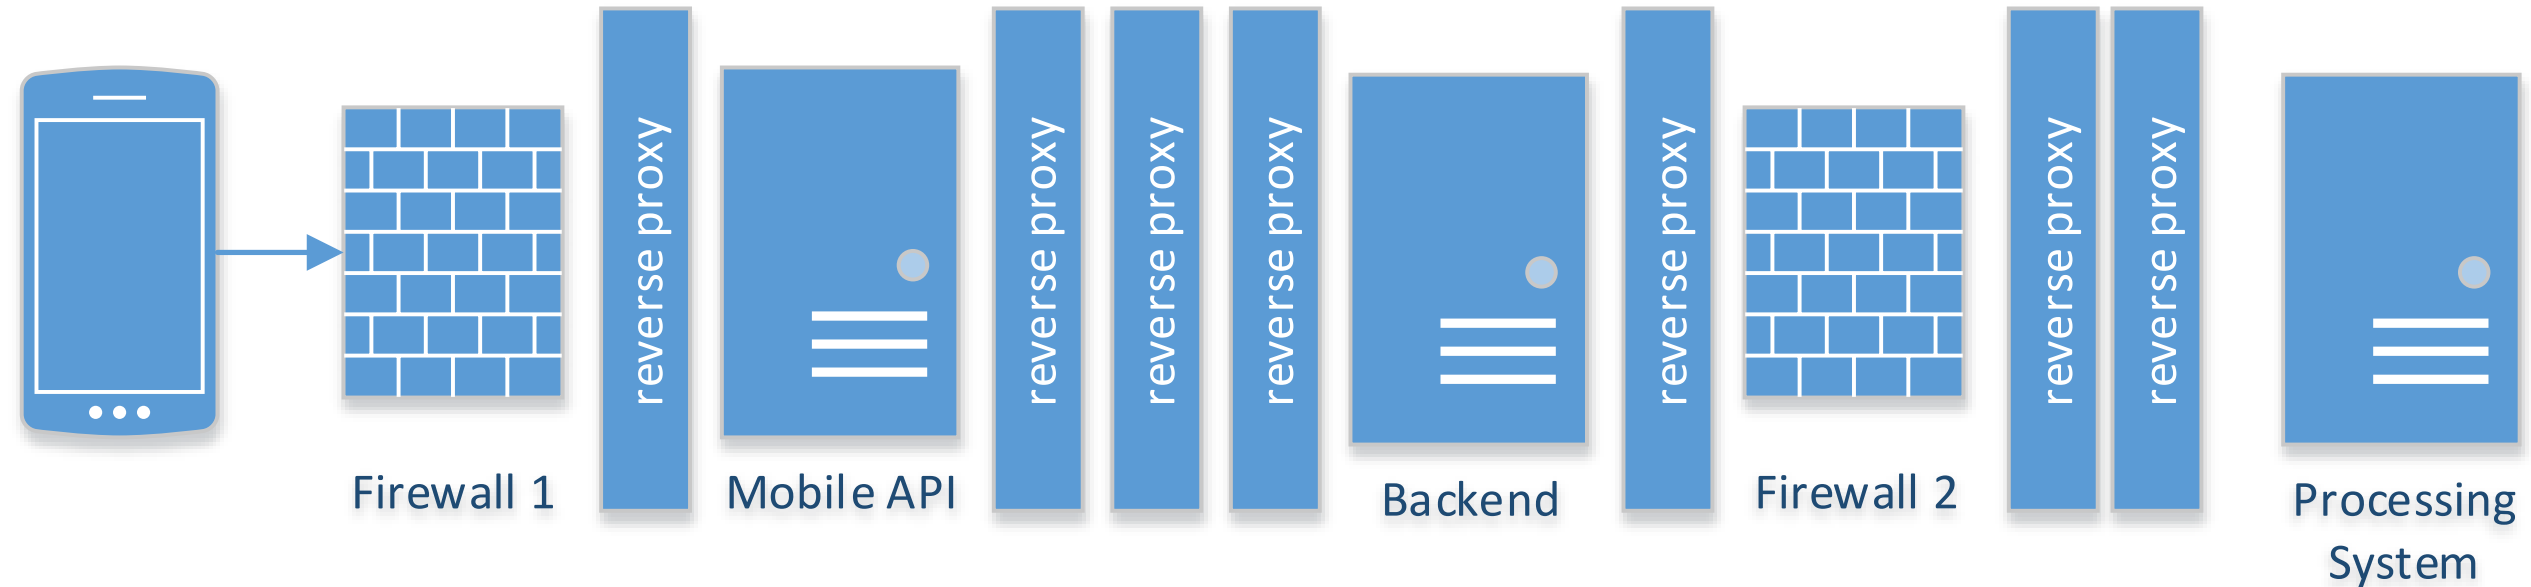 Firewall 1
reverse proxy
Mobile API
reverse proxy
reverse proxy
reverse proxy
Backend
reverse proxy
Firewall 2
reverse proxy
reverse proxy
Processing
System